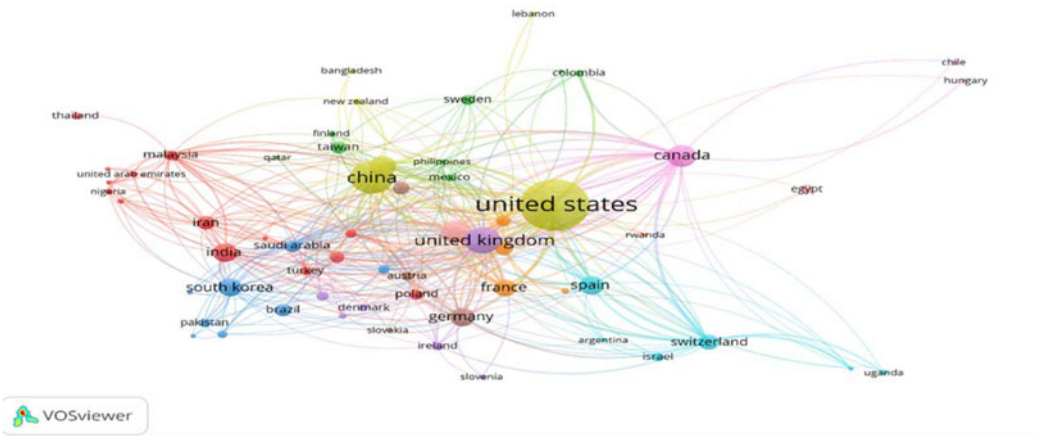 lebanon
chile
bangladesh
colombia
hungary
new zealand
sweden
thailand
finland
taiwan
malaysia
qatar
philippines
canada
united arab emirates
china
mexico
nigeria
egypt
united states
iran
rwanda
india
saudi arabia
united kingdom
turkey
austria
south korea
poland
france
spain
brazil
denmark
germany
pakistan
slovakia
argentina
switzerland
ireland
israel
slovenia
uganda
VOSviewer